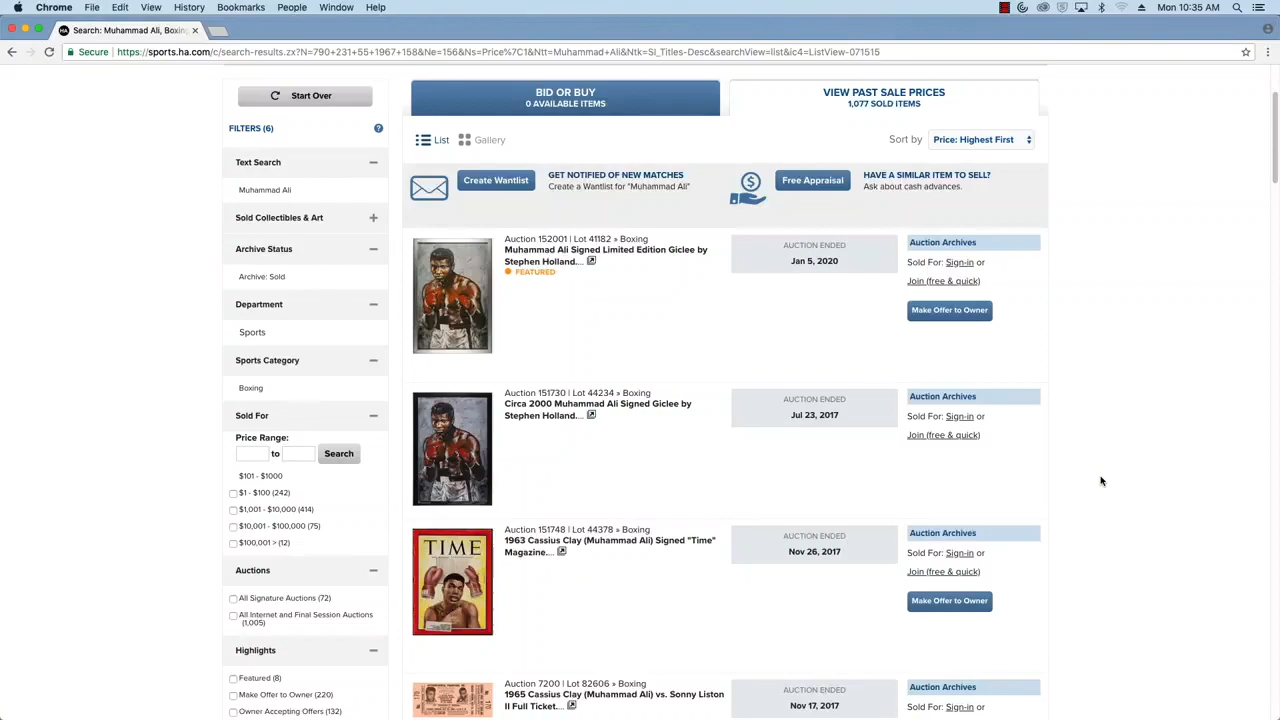 Chrome File Edit View History Bookmarks People Window Help
Mon 10:35 AM
Search: Muhammad Ali, Boxin
Secure https://sports.ha.com/c/search-results.zx?N=790+231+55+1967+158&Ne=156&Ns=Price%7C1&Ntt=Muhammad+Ali&Ntk=SI_Titles-Desc&searchView=list&ic4=ListView-071515
Start Over
FILTERS (6)
Text Search
Muhammad Ali
Sold Collectibles & Art
Archive Status
Archive: Sold
Department
Sports
Sports Category
Boxing
Sold For
Price Range:
to Search
$101 - $1000
$1 - $100 (242)
$1,001 - $10,000 (414)
$10,001 - $100,000 (75)
$100,001 > (12)
Auctions
All Signature Auctions (72)
All Internet and Final Session Auctions
(1,005)
Highlights
Featured (8)
Make Offer to Owner (220)
Owner Accepting Offers (132)
BID OR BUY
0 AVAILABLE ITEMS
VIEW PAST SALE PRICES
1,077 SOLD ITEMS
List Gallery
Sort by Price: Highest First
Create Wantlist
GET NOTIFIED OF NEW MATCHES
Create a Wantlist for "Muhammad Ali"
Free Appraisal
HAVE A SIMILAR ITEM TO SELL?
Ask about cash advances.
Auction 152001 | Lot 41182 » Boxing
Muhammad Ali Signed Limited Edition Giclee by
Stephen Holland....
FEATURED
AUCTION ENDED
Jan 5, 2020
Auction Archives
Sold For: Sign-in or
Join (free & quick)
Make Offer to Owner
Auction 151730 | Lot 44234 » Boxing
Circa 2000 Muhammad Ali Signed Giclee by
Stephen Holland....
AUCTION ENDED
Jul 23, 2017
Auction Archives
Sold For: Sign-in or
Join (free & quick)
TIME
Auction 151748 | Lot 44378 » Boxing
1963 Cassius Clay (Muhammad Ali) Signed "Time"
Magazine....
AUCTION ENDED
Nov 26, 2017
Auction Archives
Sold For: Sign-in or
Join (free & quick)
Make Offer to Owner
Auction 7200 | Lot 82606 » Boxing
1965 Cassius Clay (Muhammad Ali) vs. Sonny Liston
II Full Ticket....
AUCTION ENDED
Nov 17, 2017
Auction Archives
Sold For: Sign-in or